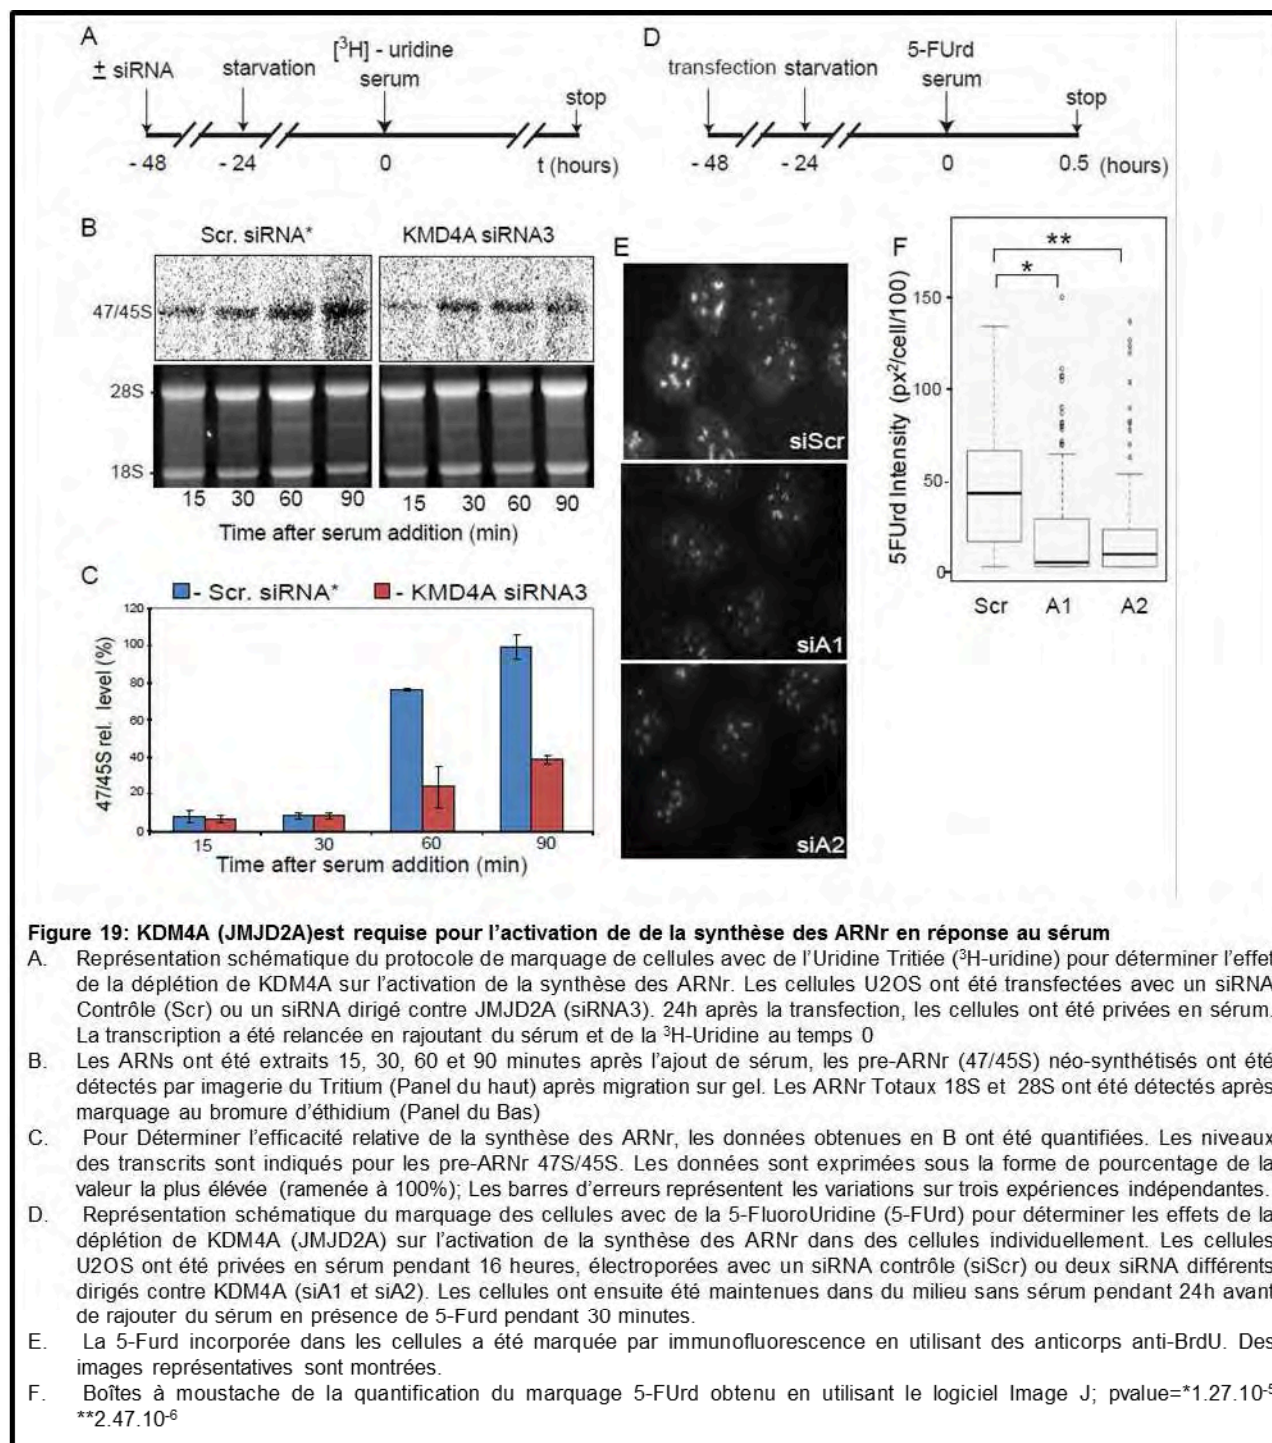 A
[³H] - uridine
± siRNA
starvation
serum
stop
- 48
- 24
0
t (hours)
D
5-FUrd
transfection
starvation
serum
stop
- 48
- 24
0
0.5
(hours)
B
Scr. siRNA*
KMD4A siRNA3
47/45S
28S
18S
15 30 60 90
15 30 60 90
Time after serum addition (min)
C
- Scr. siRNA*
- KMD4A siRNA3
47/45S rel. level (%)
120
100
80
60
40
20
0
15
30
60
90
Time after serum addition (min)
E
siScr
siA1
siA2
F
**
*
5FUrd Intensity (px²/cell/100)
150
100
50
0
Scr
A1
A2
Figure 19: KDM4A (JMJD2A)est requise pour l'activation de de la synthèse des ARNr en réponse au sérum
A. Représentation schématique du protocole de marquage de cellules avec de l'Uridine Tritiée (³H-uridine) pour déterminer l'effet
de la déplétion de KDM4A sur l'activation de la synthèse des ARNr. Les cellules U2OS ont été transfectées avec un siRNA
Contrôle (Scr) ou un siRNA dirigé contre JMJD2A (siRNA3). 24h après la transfection, les cellules ont été privées en sérum.
La transcription a été relancée en rajoutant du sérum et de la ³H-Uridine au temps 0
B. Les ARNs ont été extraits 15, 30, 60 et 90 minutes après l'ajout de sérum, les pre-ARNr (47/45S) néo-synthétisés ont été
détectés par imagerie du Tritium (Panel du haut) après migration sur gel. Les ARNr Totaux 18S et 28S ont été détectés après
marquage au bromure d'éthidium (Panel du Bas)
C. Pour Déterminer l'efficacité relative de la synthèse des ARNr, les données obtenues en B ont été quantifiées. Les niveaux
des transcrits sont indiqués pour les pre-ARNr 47S/45S. Les données sont exprimées sous la forme de pourcentage de la
valeur la plus élévée (ramenée à 100%); Les barres d'erreurs représentent les variations sur trois expériences indépendantes.
D. Représentation schématique du marquage des cellules avec de la 5-FluoroUridine (5-FUrd) pour déterminer les effets de la
déplétion de KDM4A (JMJD2A) sur l'activation de la synthèse des ARNr dans des cellules individuellement. Les cellules
U2OS ont été privées en sérum pendant 16 heures, électroporées avec un siRNA contrôle (siScr) ou deux siRNA différents
dirigés contre KDM4A (siA1 et siA2). Les cellules ont ensuite été maintenues dans du milieu sans sérum pendant 24h avant
de rajouter du sérum en présence de 5-Furd pendant 30 minutes.
E. La 5-Furd incorporée dans les cellules a été marquée par immunofluorescence en utilisant des anticorps anti-BrdU. Des
images représentatives sont montrées.
F. Boîtes à moustache de la quantification du marquage 5-FUrd obtenu en utilisant le logiciel Image J; pvalue=*1.27.10⁻⁵
**2.47.10⁻⁶